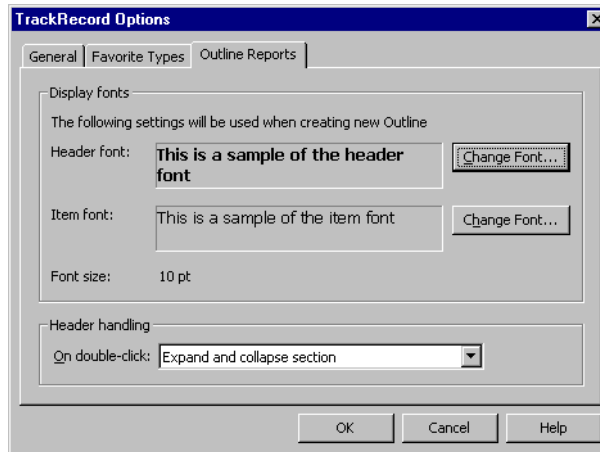 TrackRecord Options
General Favorite Types Outline Reports
Display fonts
The following settings will be used when creating new Outline
Header font: This is a sample of the header Change Font...
font
Item font: This is a sample of the item font Change Font...
Font size: 10 pt
Header handling
On double-click: Expand and collapse section
OK Cancel Help